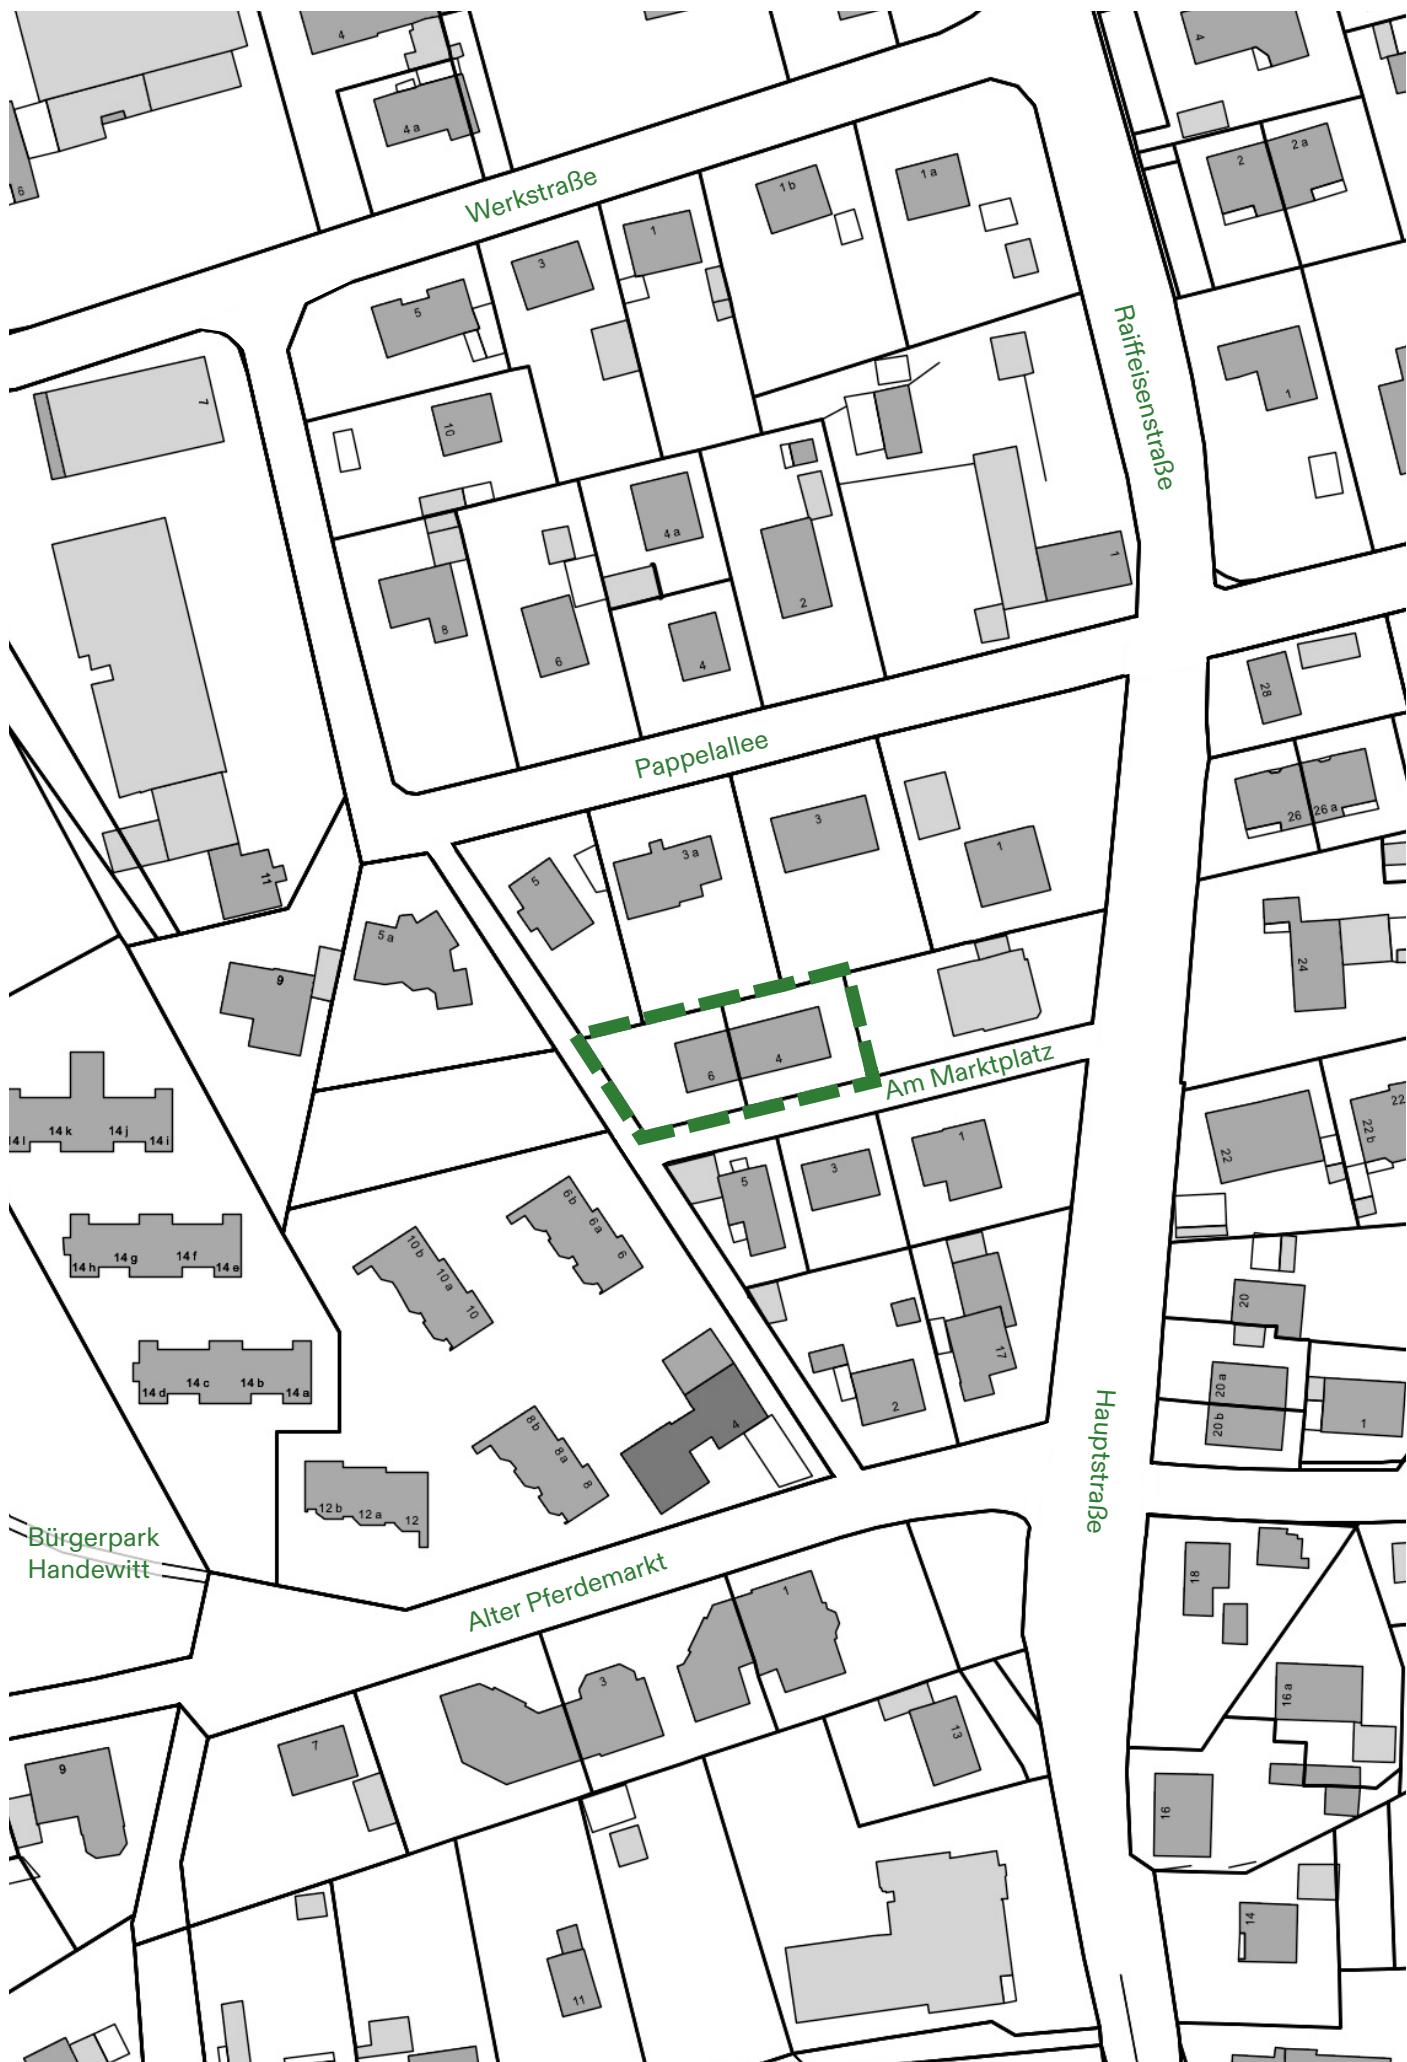 4
4
4 a
6
2
2 a
Werkstraße
1 b
1 a
1
3
5
Raiffeisenstraße
1
7
10
4 a
1
2
8
6
4
28
Pappelallee
26
26 a
3
3 a
1
5
11
5 a
24
9
6
4
Am Marktplatz
22
22 b
22
14 l
14 k
14 j
14 i
1
3
5
6 b
6 a
6
10 b
10 a
10
14 h
14 g
14 f
14 e
20
17
2
20 a
20 b
1
14 d
14 c
14 b
14 a
4
8 b
8 a
8
Hauptstraße
12 b
12 a
12
Bürgerpark
Handewitt
Alter Pferdemarkt
18
1
3
16 a
7
13
9
16
14
11